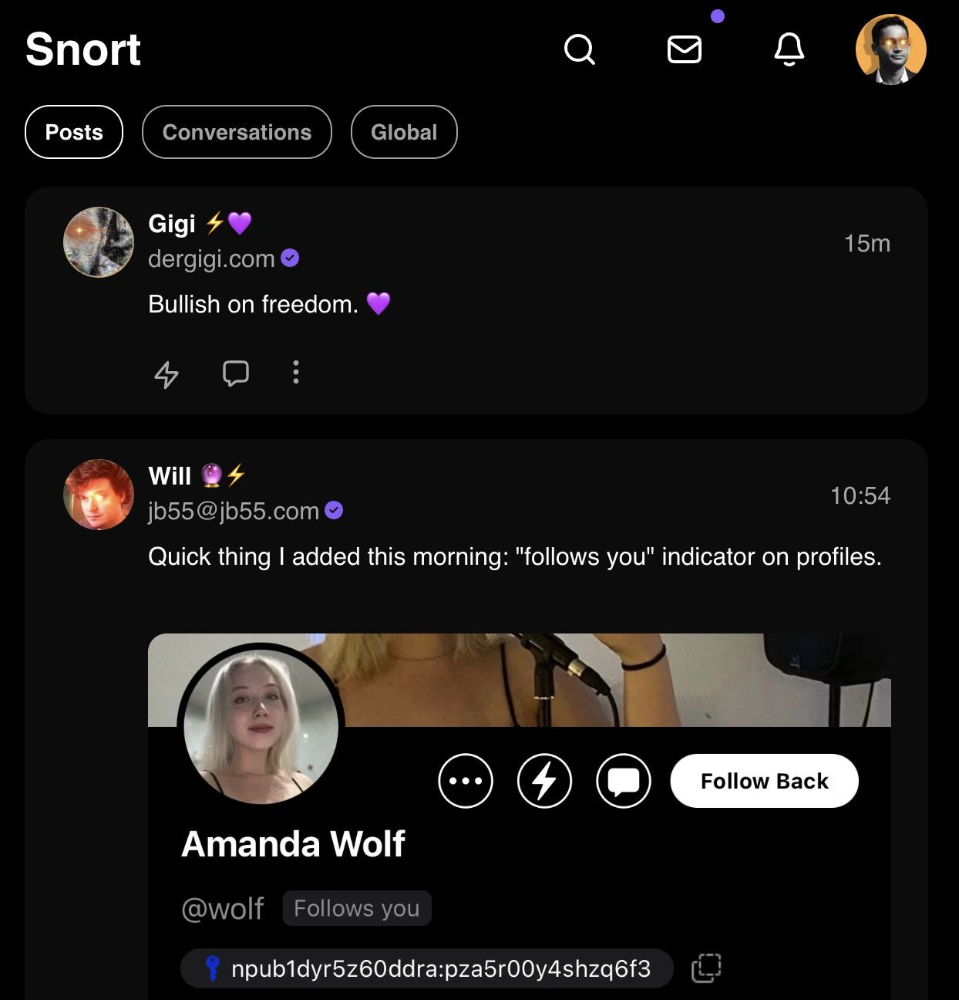 Snort
Posts Conversations Global
Gigi ⚡💜
dergigi.com
15m
Bullish on freedom. 💜
Will 🔮⚡
jb55@jb55.com
10:54
Quick thing I added this morning: "follows you" indicator on profiles.
Follow Back
Amanda Wolf
@wolf Follows you
npub1dyr5z60ddra:pza5r00y4shzq6f3